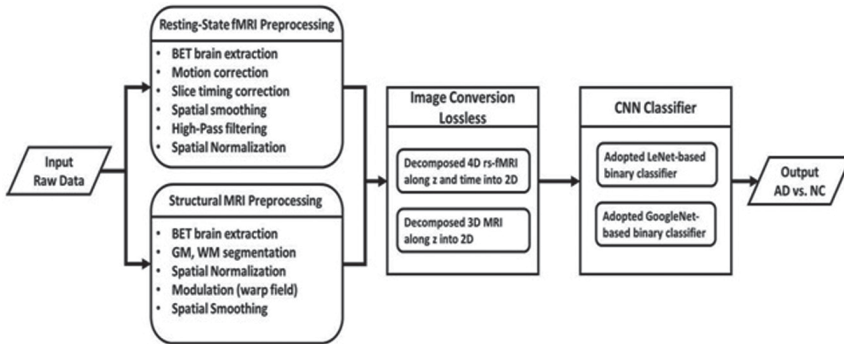 Input
Raw Data
Resting-State fMRI Preprocessing
• BET brain extraction
• Motion correction
• Slice timing correction
• Spatial smoothing
• High-Pass filtering
• Spatial Normalization
Structural MRI Preprocessing
• BET brain extraction
• GM, WM segmentation
• Spatial Normalization
• Modulation (warp field)
• Spatial Smoothing
Image Conversion
Lossless
Decomposed 4D rs-fMRI
along z and time into 2D
Decomposed 3D MRI
along z into 2D
CNN Classifier
Adopted LeNet-based
binary classifier
Adopted GoogleNet-
based binary classifier
Output
AD vs. NC